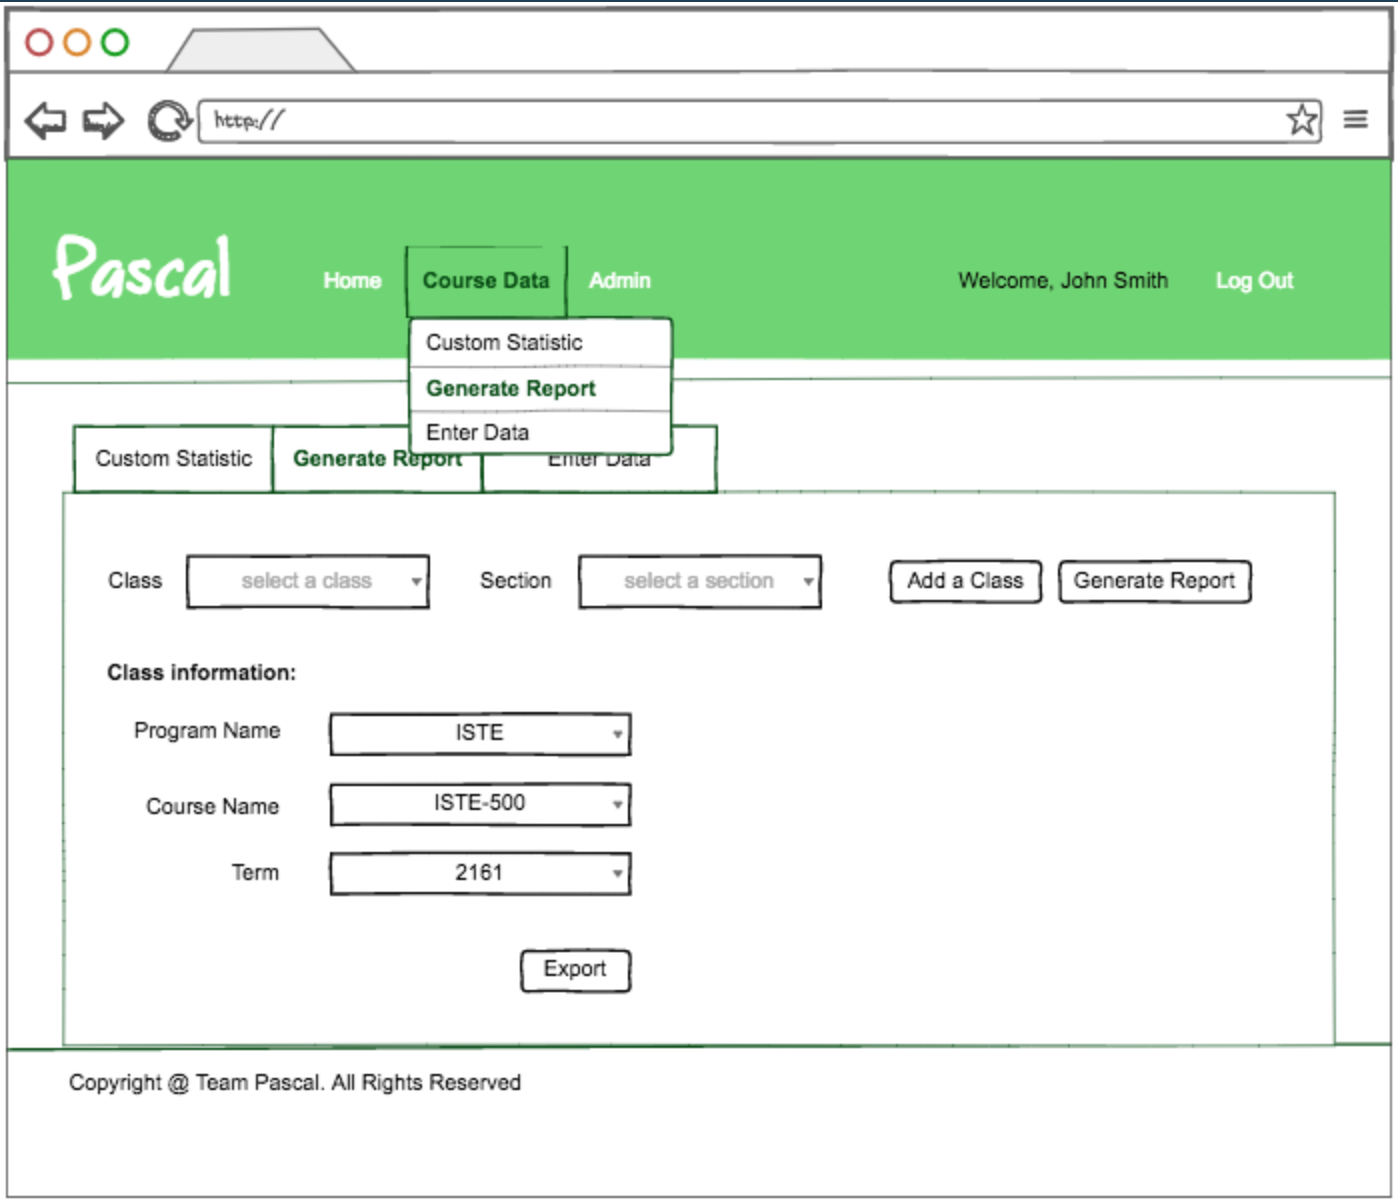 http://
Pascal Home Course Data Admin Welcome, John Smith Log Out
Custom Statistic
Generate Report
Enter Data
Custom Statistic Generate Report Enter Data
Class select a class Section select a section Add a Class Generate Report
Class information:
Program Name ISTE
Course Name ISTE-500
Term 2161
Export
Copyright @ Team Pascal. All Rights Reserved